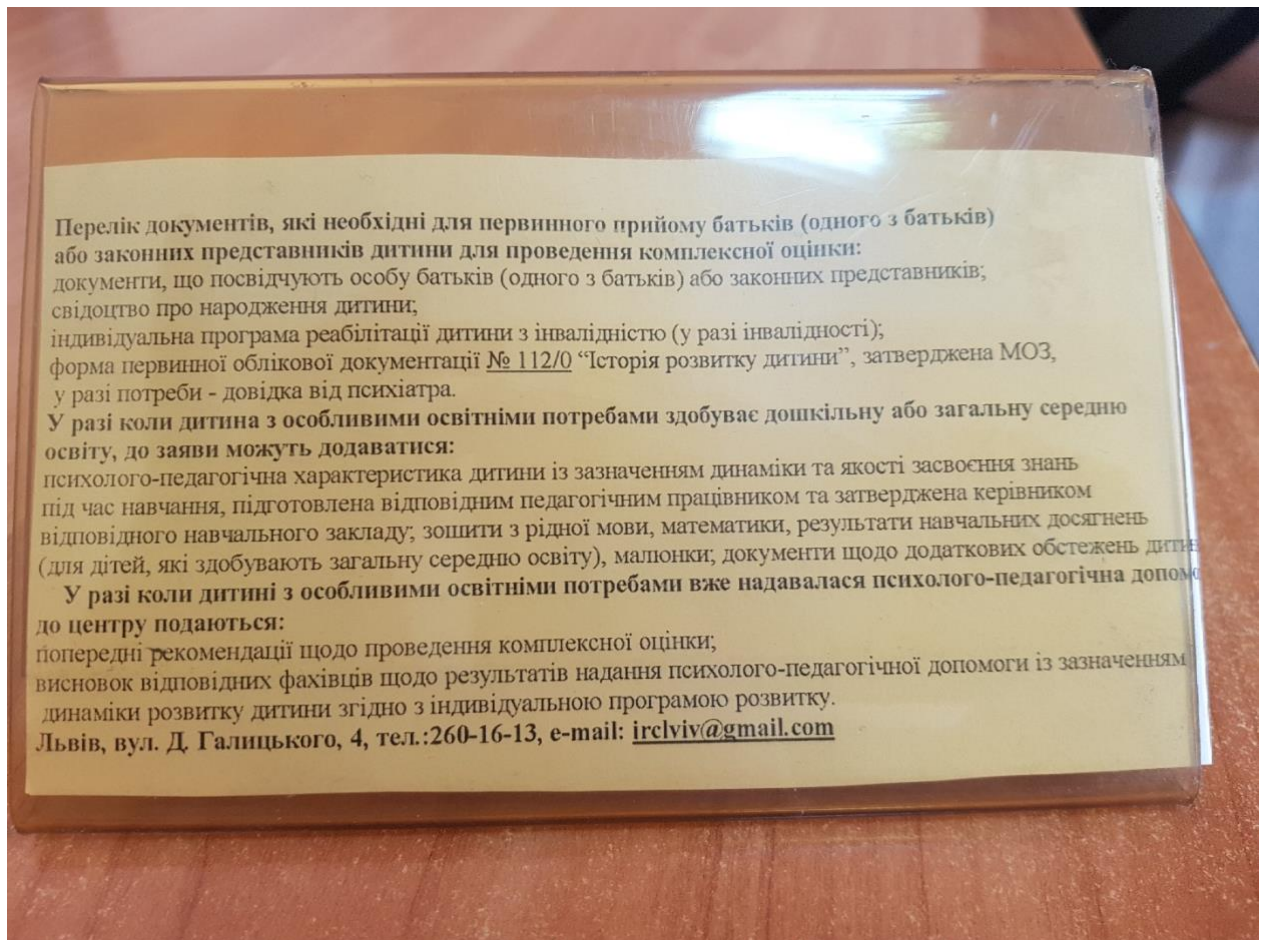 Перелік документів, які необхідні для первинного прийому батьків (одного з батьків)
або законних представників дитини для проведення комплексної оцінки:
документи, що посвідчують особу батьків (одного з батьків) або законних представників;
свідоцтво про народження дитини;
індивідуальна програма реабілітації дитини з інвалідністю (у разі інвалідності);
форма первинної облікової документації № 112/0 “Історія розвитку дитини”, затверджена МОЗ,
у разі потреби - довідка від психіатра.
У разі коли дитина з особливими освітніми потребами здобуває дошкільну або загальну середню
освіту, до заяви можуть додаватися:
психолого-педагогічна характеристика дитини із зазначенням динаміки та якості засвоєння знань
під час навчання, підготовлена відповідним педагогічним працівником та затверджена керівником
відповідного навчального закладу; зошити з рідної мови, математики, результати навчальних досягнень
(для дітей, які здобувають загальну середню освіту), малюнки; документи щодо додаткових обстежень
У разі коли дитині з особливими освітніми потребами вже надавалася психолого-педагогічна
до центру подаються:
попередні рекомендації щодо проведення комплексної оцінки;
висновок відповідних фахівців щодо результатів надання психолого-педагогічної допомоги із зазначенням
динаміки розвитку дитини згідно з індивідуальною програмою розвитку.
Львів, вул. Д. Галицького, 4, тел.:260-16-13, e-mail: irclviv@gmail.com